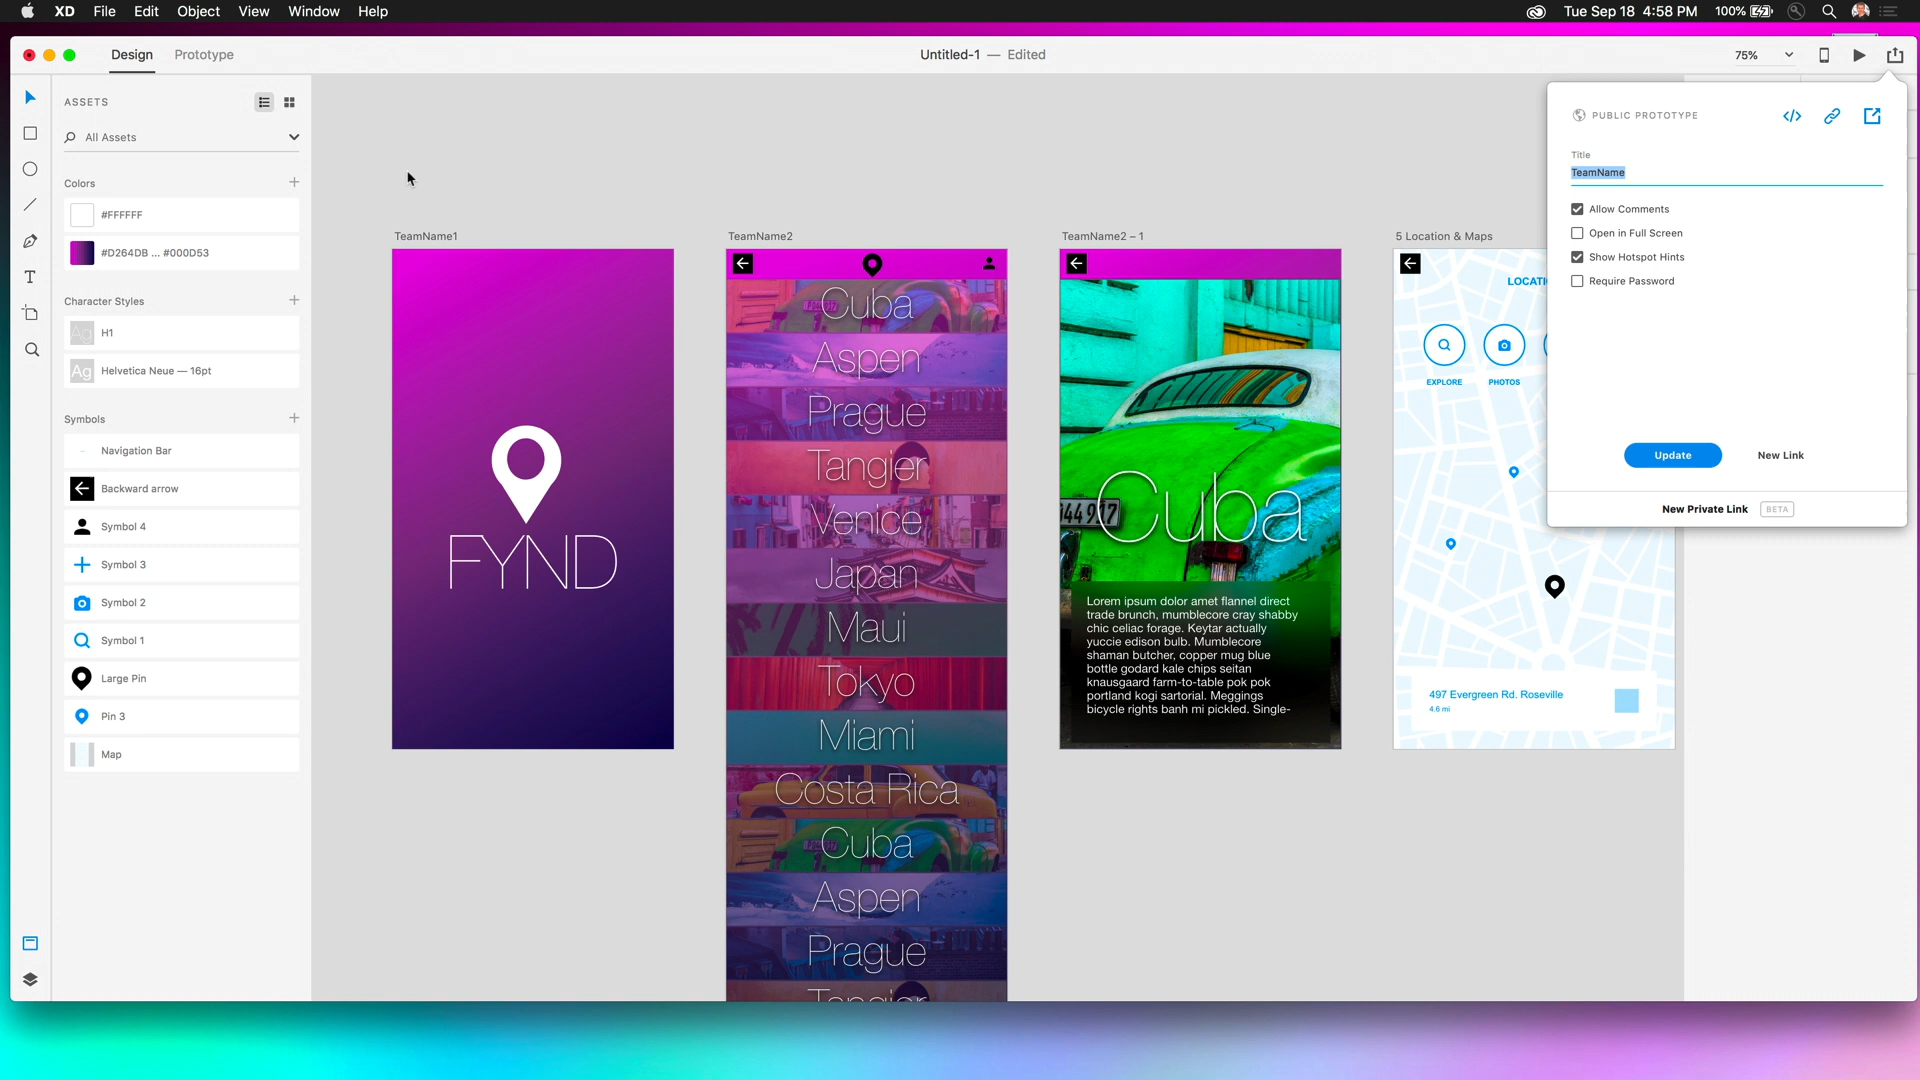 XD File Edit Object View Window Help
Tue Sep 18 4:58 PM 100%
Design Prototype
Untitled-1 — Edited
75%
ASSETS
All Assets
Colors
#FFFFFF
#D264DB ... #000D53
Character Styles
Ag H1
Ag Helvetica Neue — 16pt
Symbols
Navigation Bar
Backward arrow
Symbol 4
Symbol 3
Symbol 2
Symbol 1
Large Pin
Pin 3
Map
TeamName1
FYND
TeamName2
Cuba
Aspen
Prague
Tangier
Venice
Japan
Maui
Tokyo
Miami
Costa Rica
Cuba
Aspen
Prague
Tangier
TeamName2 – 1
Cuba
Lorem ipsum dolor amet flannel direct
trade brunch, mumblecore cray shabby
chic celiac forage. Keytar actually
yuccie edison bulb. Mumblecore
shaman butcher, copper mug blue
bottle godard kale chips seitan
knausgaard farm-to-table pok pok
portland kogi sartorial. Meggings
bicycle rights banh mi pickled. Single-
5 Location & Maps
LOCATI
EXPLORE PHOTOS
497 Evergreen Rd. Roseville
4.6 mi
PUBLIC PROTOTYPE
Title
TeamName
Allow Comments
Open in Full Screen
Show Hotspot Hints
Require Password
Update New Link
New Private Link BETA